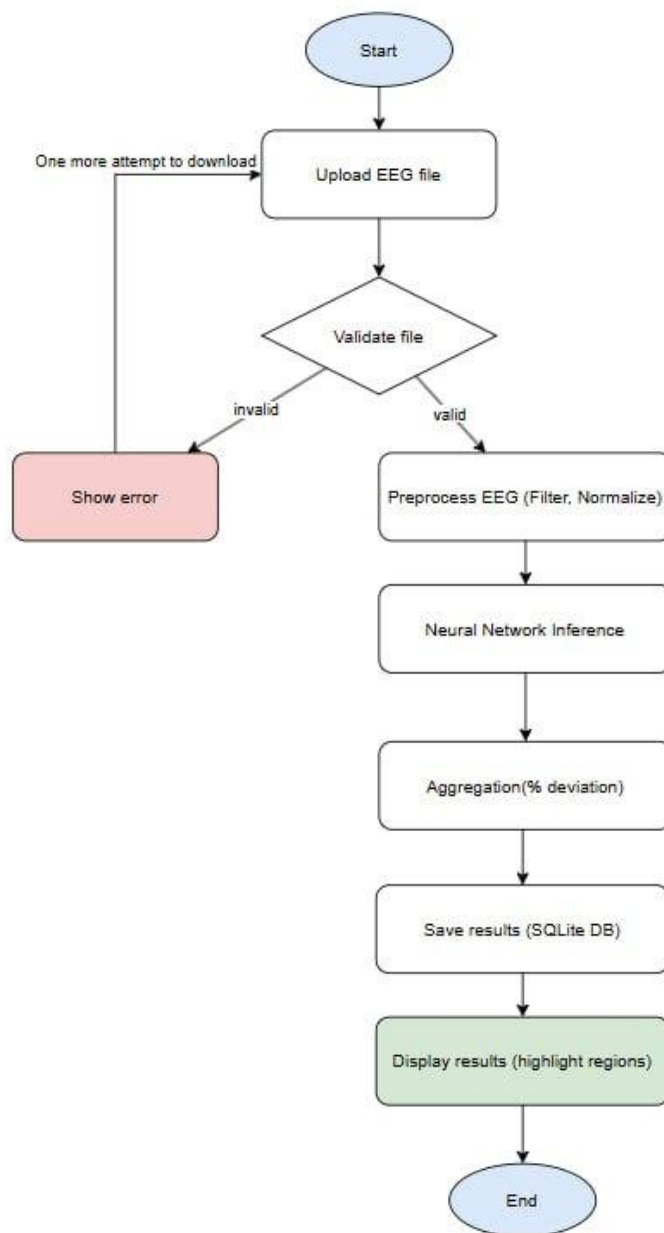 Start
One more attempt to download
Upload EEG file
Validate file
invalid
valid
Show error
Preprocess EEG (Filter, Normalize)
Neural Network Inference
Aggregation(% deviation)
Save results (SQLite DB)
Display results (highlight regions)
End